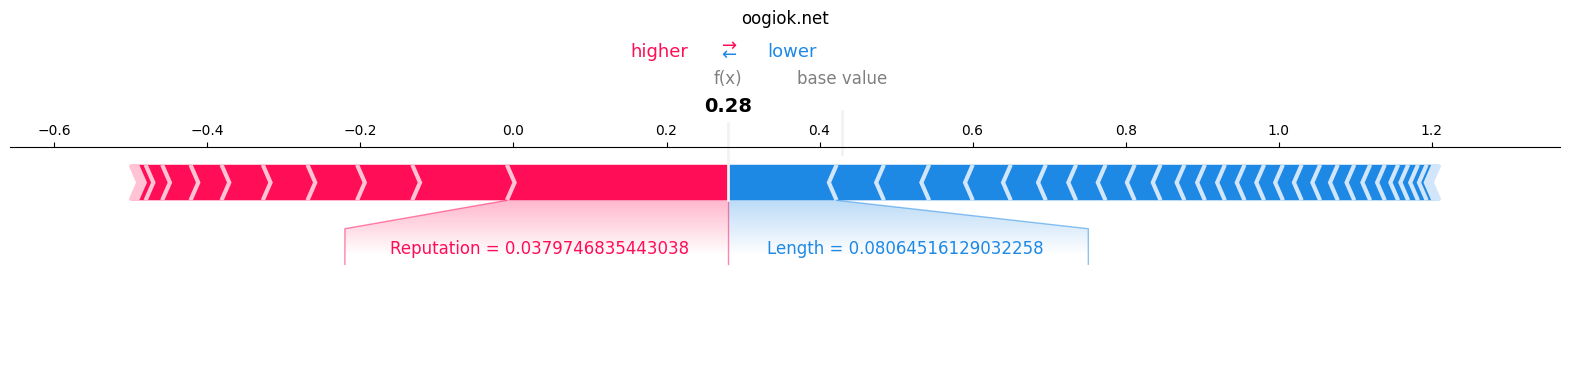 oogiok.net
higher ⇄ lower
f(x) base value
0.28
−0.6 −0.4 −0.2 0.0 0.2 0.4 0.6 0.8 1.0 1.2
Reputation = 0.0379746835443038 Length = 0.08064516129032258